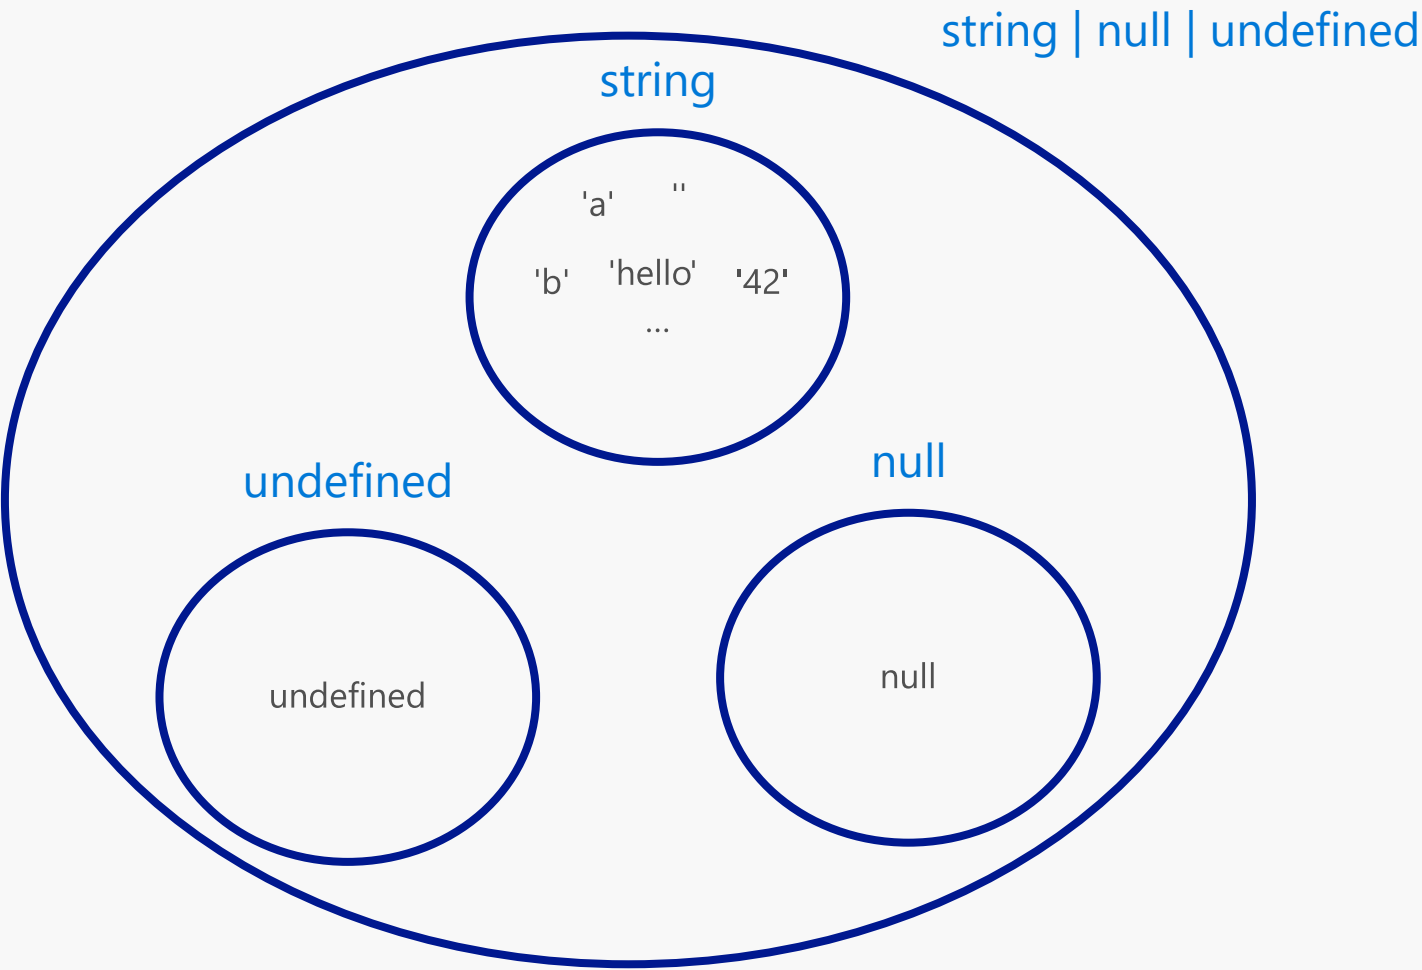 string | null | undefined
string
'a' ''
'b' 'hello' '42'
...
undefined
null
undefined
null